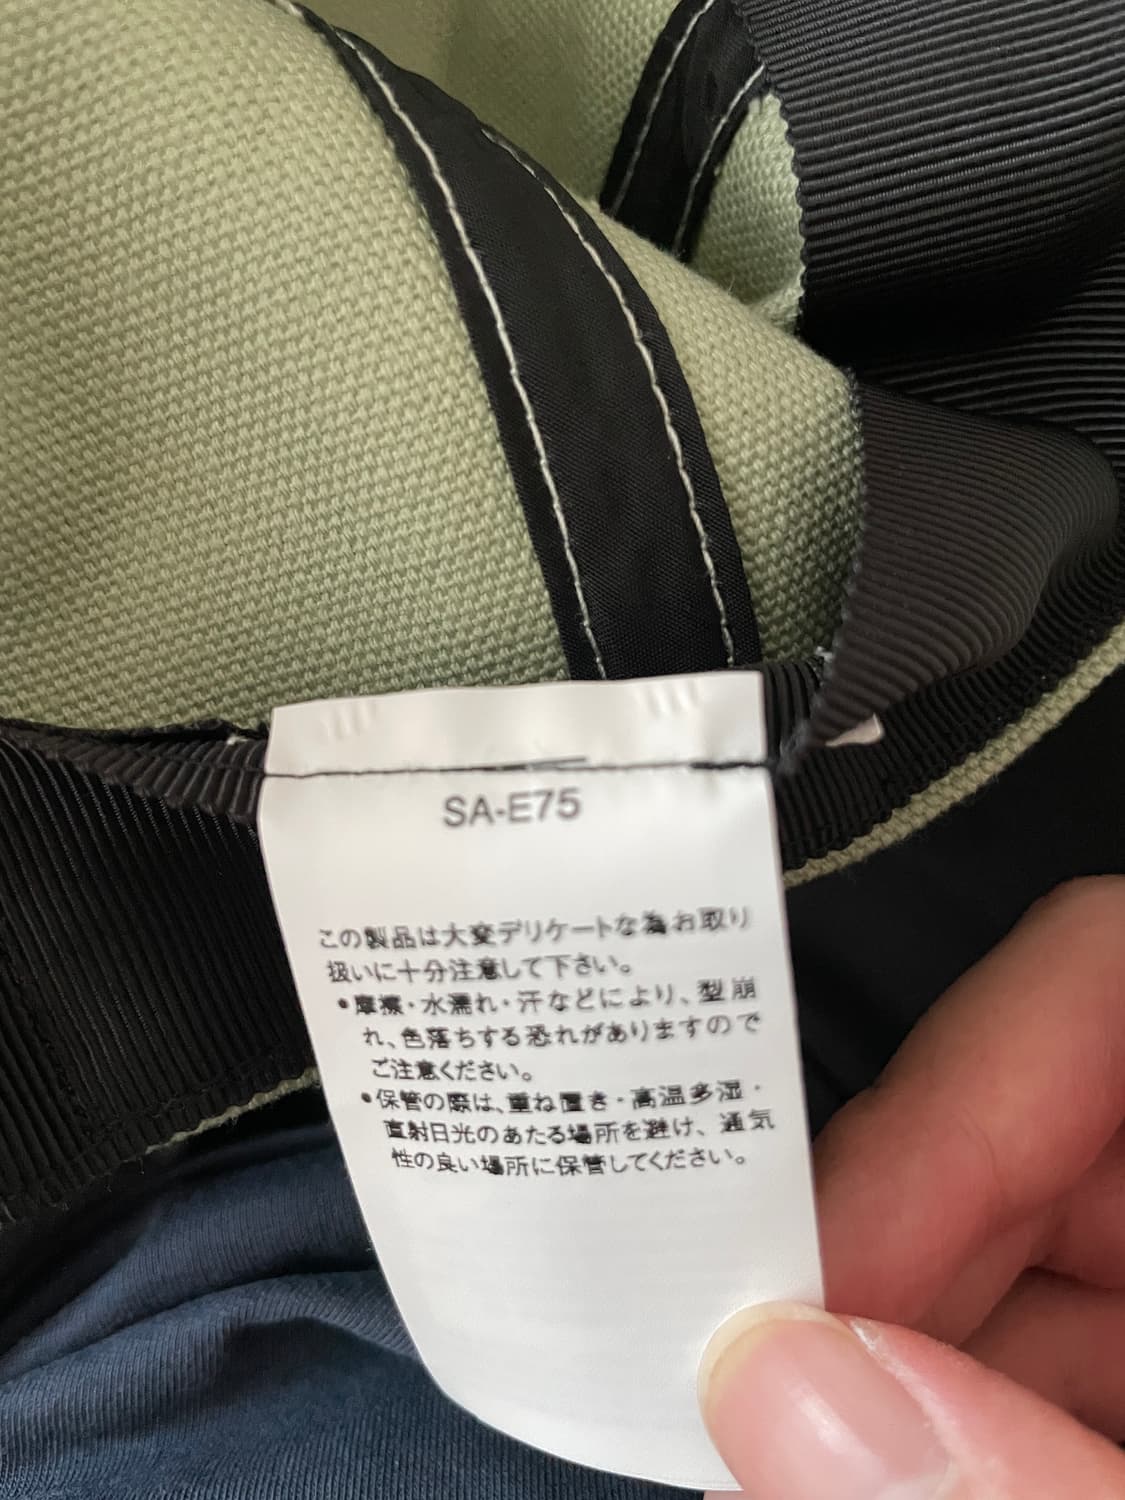 SA-E75
この製品は大変デリケートな為お取り
扱いに十分注意して下さい。
•摩擦・水濡れ・汗などにより、型崩
れ、色落ちする恐れがありますので
ご注意ください。
•保管の際は、重ね置き・高温多湿・
直射日光のあたる場所を避け、通気
性の良い場所に保管してください。